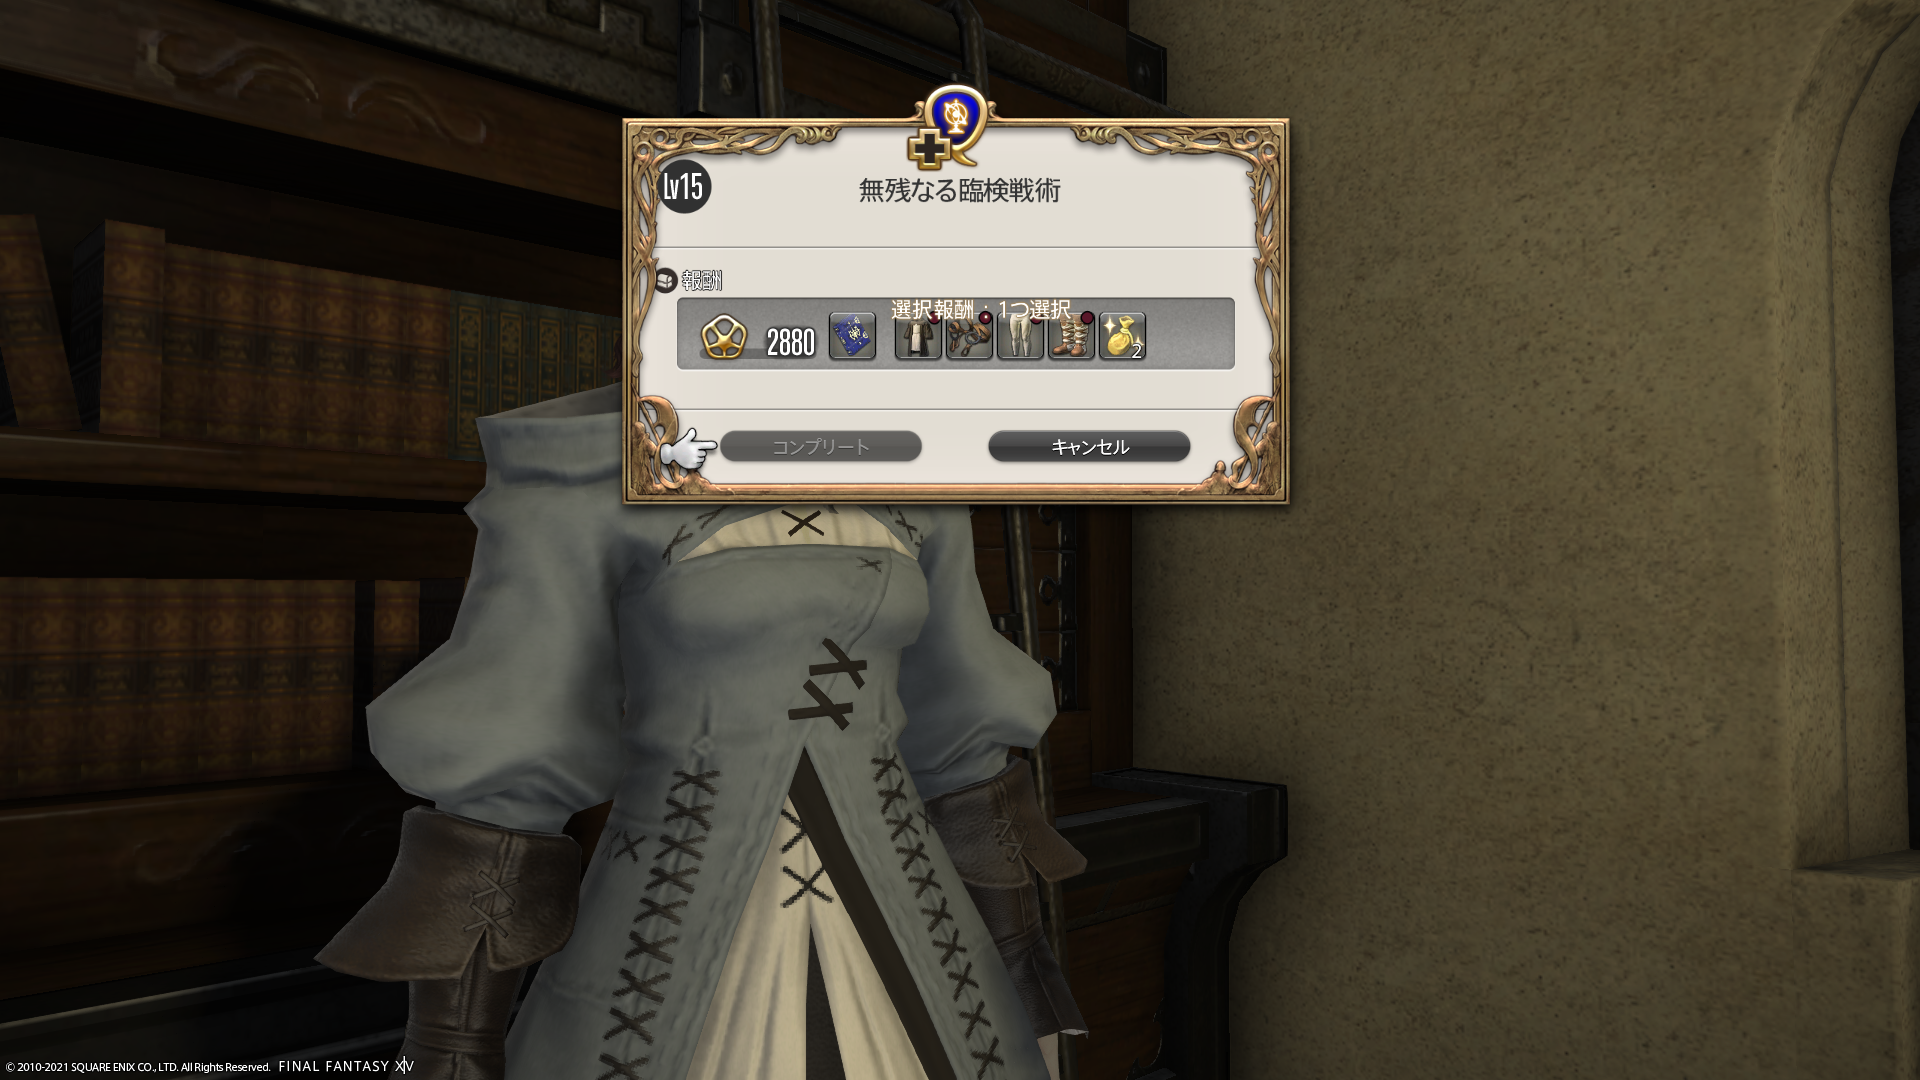 Lv15
無残なる臨検戦術
報酬
選択報酬：1つ選択
2880
2
コンプリート
キャンセル
© 2010-2021 SQUARE ENIX CO., LTD. All Rights Reserved. FINAL FANTASY XIV